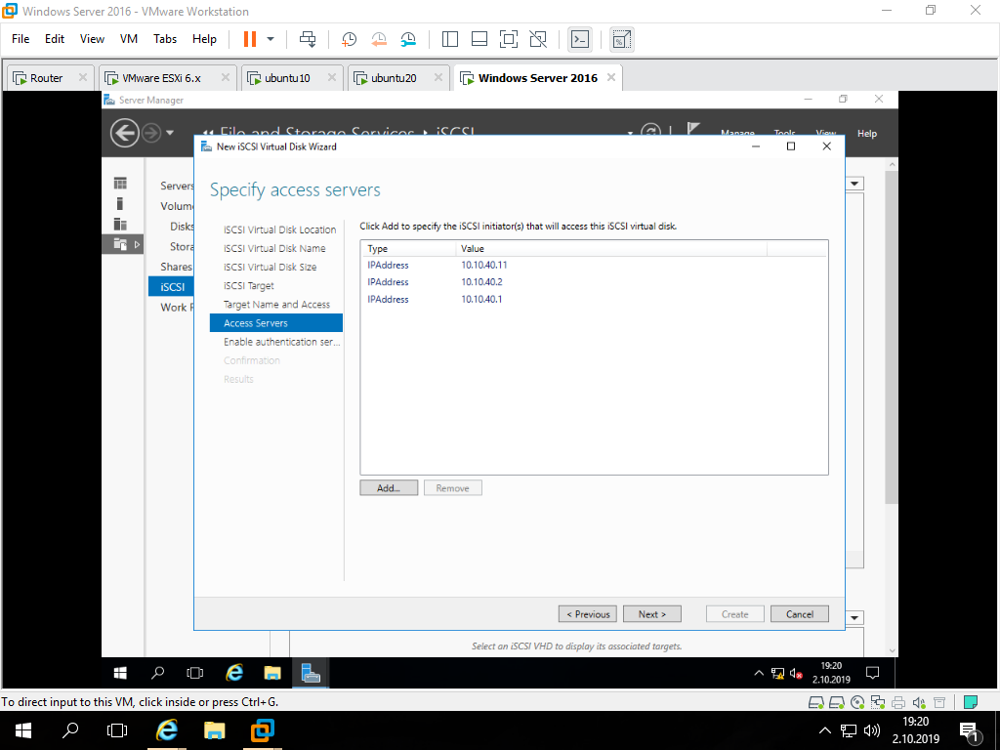 Windows Server 2016 - VMware Workstation
File Edit View VM Tabs Help
Router VMware ESXi 6.x ubuntu10 ubuntu20 Windows Server 2016
Server Manager
File and Storage Services iSCSI
Manage Tools View Help
New iSCSI Virtual Disk Wizard
Specify access servers
Servers
Disks
Shares
iSCSI
iSCSI Virtual Disk Location
iSCSI Virtual Disk Name
iSCSI Virtual Disk Size
iSCSI Target
Target Name and Access
Access Servers
Enable authentication ser...
Confirmation
Results
Click Add to specify the iSCSI initiator(s) that will access this iSCSI virtual disk.
Type Value
IPAddress 10.10.40.11
IPAddress 10.10.40.2
IPAddress 10.10.40.1
Add... Remove
< Previous Next > Create Cancel
Select an iSCSI VHD to display its associated targets.
19:20
2.10.2019
To direct input to this VM, click inside or press Ctrl+G.
19:20
2.10.2019
1